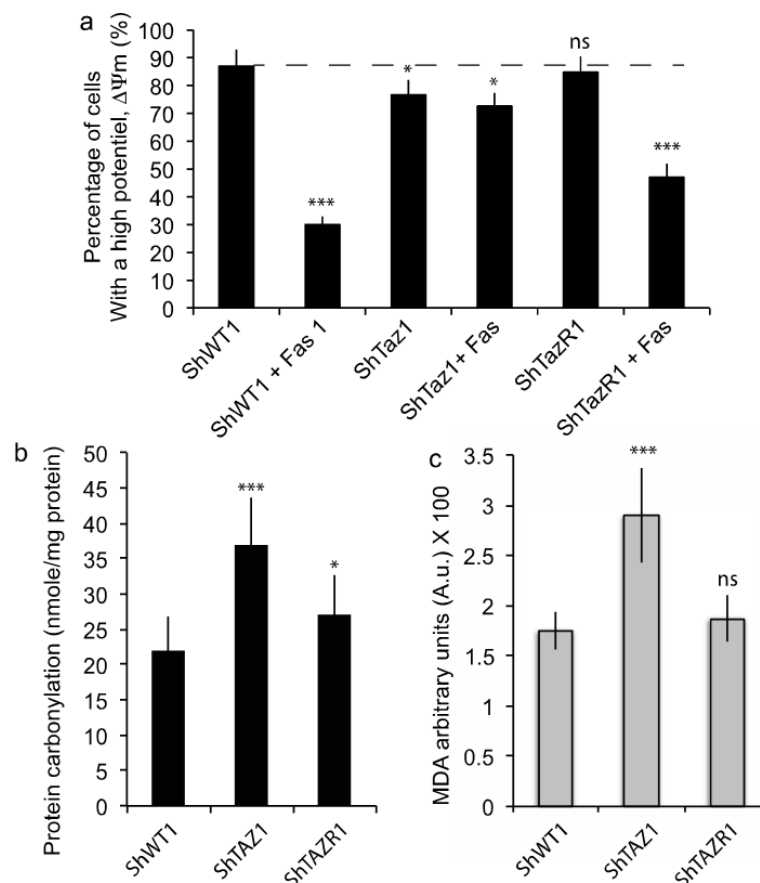 a
Percentage of cells
With a high potentiel, ΔΨm (%)
100
90
80
70
60
50
40
30
20
10
0
***
*
*
ns
***
ShWT1
ShWT1 + Fas 1
ShTaz1
ShTaz1+ Fas
ShTazR1
ShTazR1 + Fas
b
Protein carbonylation (nmole/mg protein)
50
45
40
35
30
25
20
15
10
5
0
***
*
ShWT1
ShTAZ1
ShTAZR1
c
MDA arbitrary units (A.u.) X 100
3.5
3
2.5
2
1.5
1
0.5
0
***
ns
ShWT1
ShTAZ1
ShTAZR1